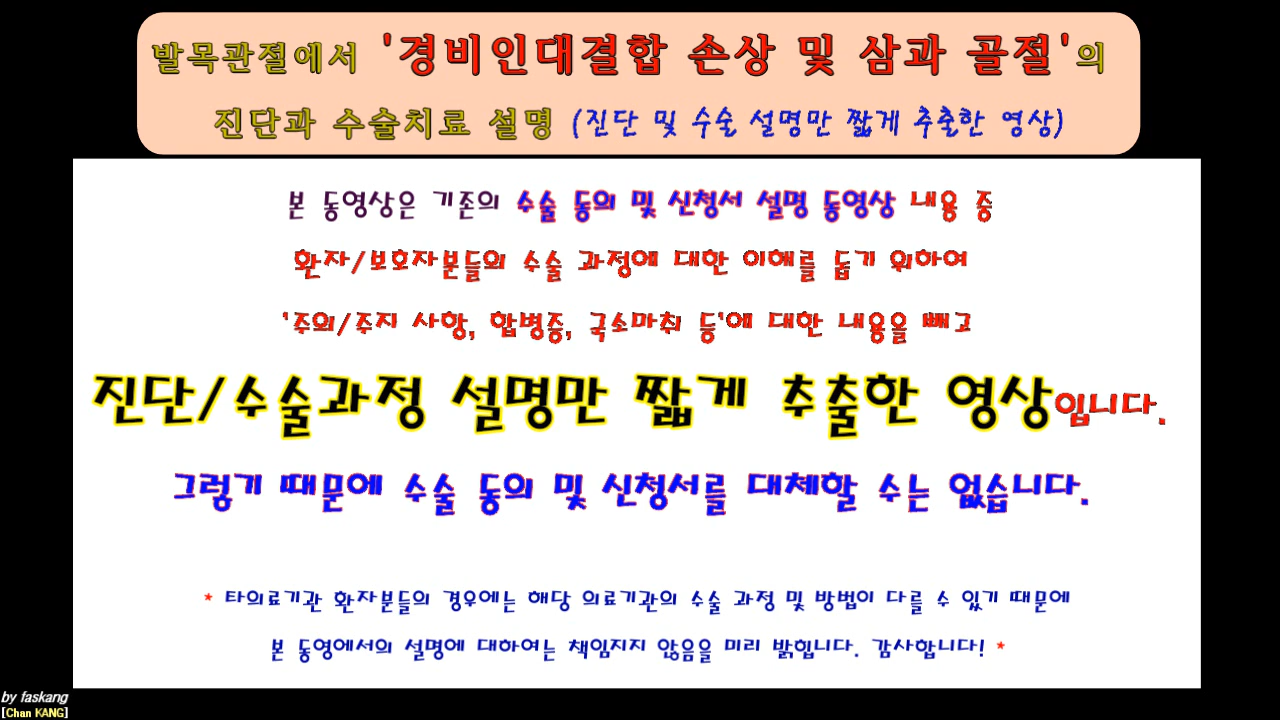 발목관절에서 '경비인대결합 손상 및 삼과 골절'의
진단과 수술치료 설명 (진단 및 수술 설명만 짧게 추출한 영상)
본 동영상은 기존의 수술 동의 및 신청서 설명 동영상 내용 중
환자/보호자분들의 수술 과정에 대한 이해를 돕기 위하여
'주의/주지 사항, 합병증, 국소마취 등'에 대한 내용을 빼고
진단/수술과정 설명만 짧게 추출한 영상입니다.
그렇기 때문에 수술 동의 및 신청서를 대체할 수는 없습니다.
* 타의료기관 환자분들의 경우에는 해당 의료기관의 수술 과정 및 방법이 다를 수 있기 때문에
본 동영에서의 설명에 대하여는 책임지지 않음을 미리 밝힙니다. 감사합니다! *
by faskang
[Chan KANG]